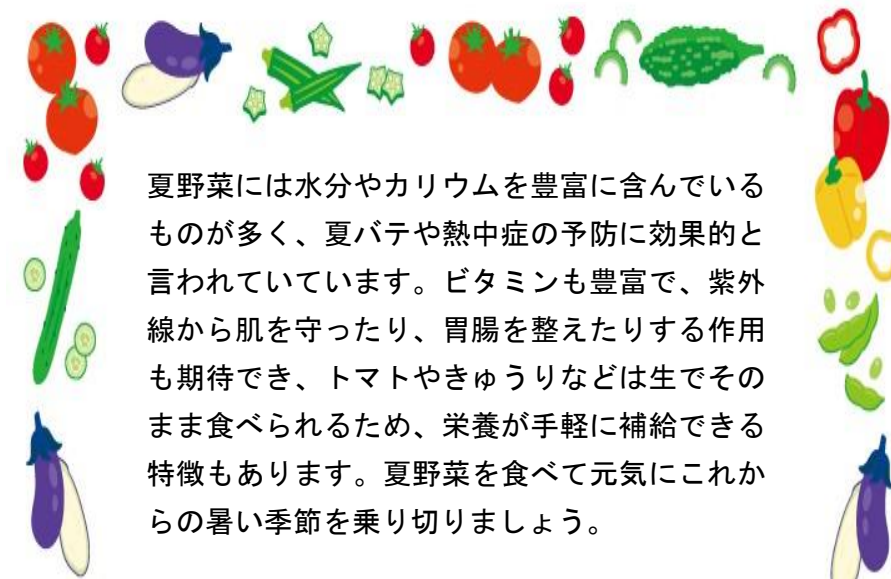 夏野菜には水分やカリウムを豊富に含んでいる
ものが多く、夏バテや熱中症の予防に効果的と
言われていています。ビタミンも豊富で、紫外
線から肌を守ったり、胃腸を整えたりする作用
も期待でき、トマトやきゅうりなどは生でその
まま食べられるため、栄養が手軽に補給できる
特徴もあります。夏野菜を食べて元気にこれか
らの暑い季節を乗り切りましょう。